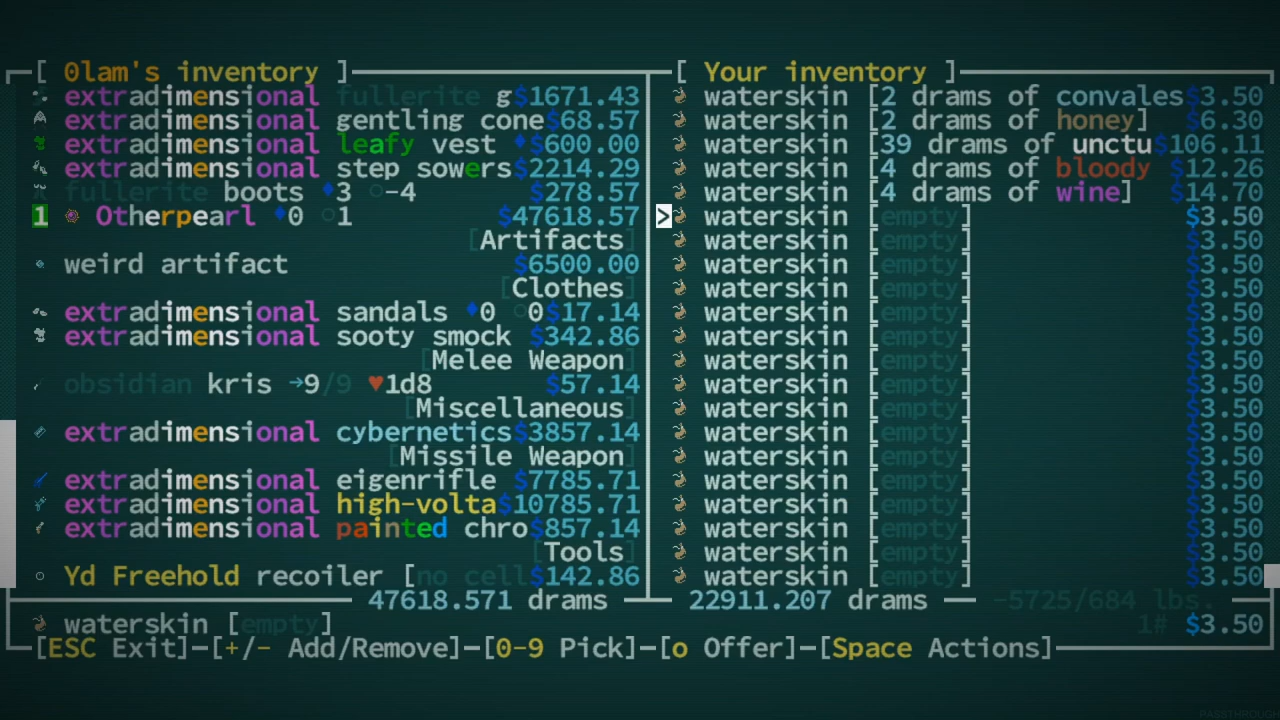 [ 0lam's inventory ] [ Your inventory ]
extradimensional fullerite g $1671.43 waterskin [2 drams of convales $3.50
extradimensional gentling cone $68.57 waterskin [2 drams of honey] $6.30
extradimensional leafy vest ♦ $600.00 waterskin [39 drams of unctu $106.11
extradimensional step sowers $2214.29 waterskin [4 drams of bloody $12.26
fullerite boots ♦3 ○-4 $278.57 waterskin [4 drams of wine] $14.70
1 Otherpearl ♦0 ○1 $47618.57 > waterskin [empty] $3.50
[Artifacts] waterskin [empty] $3.50
weird artifact $6500.00 waterskin [empty] $3.50
[Clothes] waterskin [empty] $3.50
extradimensional sandals ♦0 ○0 $17.14 waterskin [empty] $3.50
extradimensional sooty smock $342.86 waterskin [empty] $3.50
[Melee Weapon] waterskin [empty] $3.50
obsidian kris →9/9 ♥1d8 $57.14 waterskin [empty] $3.50
[Miscellaneous] waterskin [empty] $3.50
extradimensional cybernetics $3857.14 waterskin [empty] $3.50
[Missile Weapon] waterskin [empty] $3.50
extradimensional eigenrifle $7785.71 waterskin [empty] $3.50
extradimensional high-volta $10785.71 waterskin [empty] $3.50
extradimensional painted chro $857.14 waterskin [empty] $3.50
[Tools] waterskin [empty] $3.50
Yd Freehold recoiler [no cell $142.86 waterskin [empty] $3.50
47618.571 drams 22911.207 drams -5725/684 lbs.
waterskin [empty] 1# $3.50
[ESC Exit]-[+/- Add/Remove]-[0-9 Pick]-[o Offer]-[Space Actions]